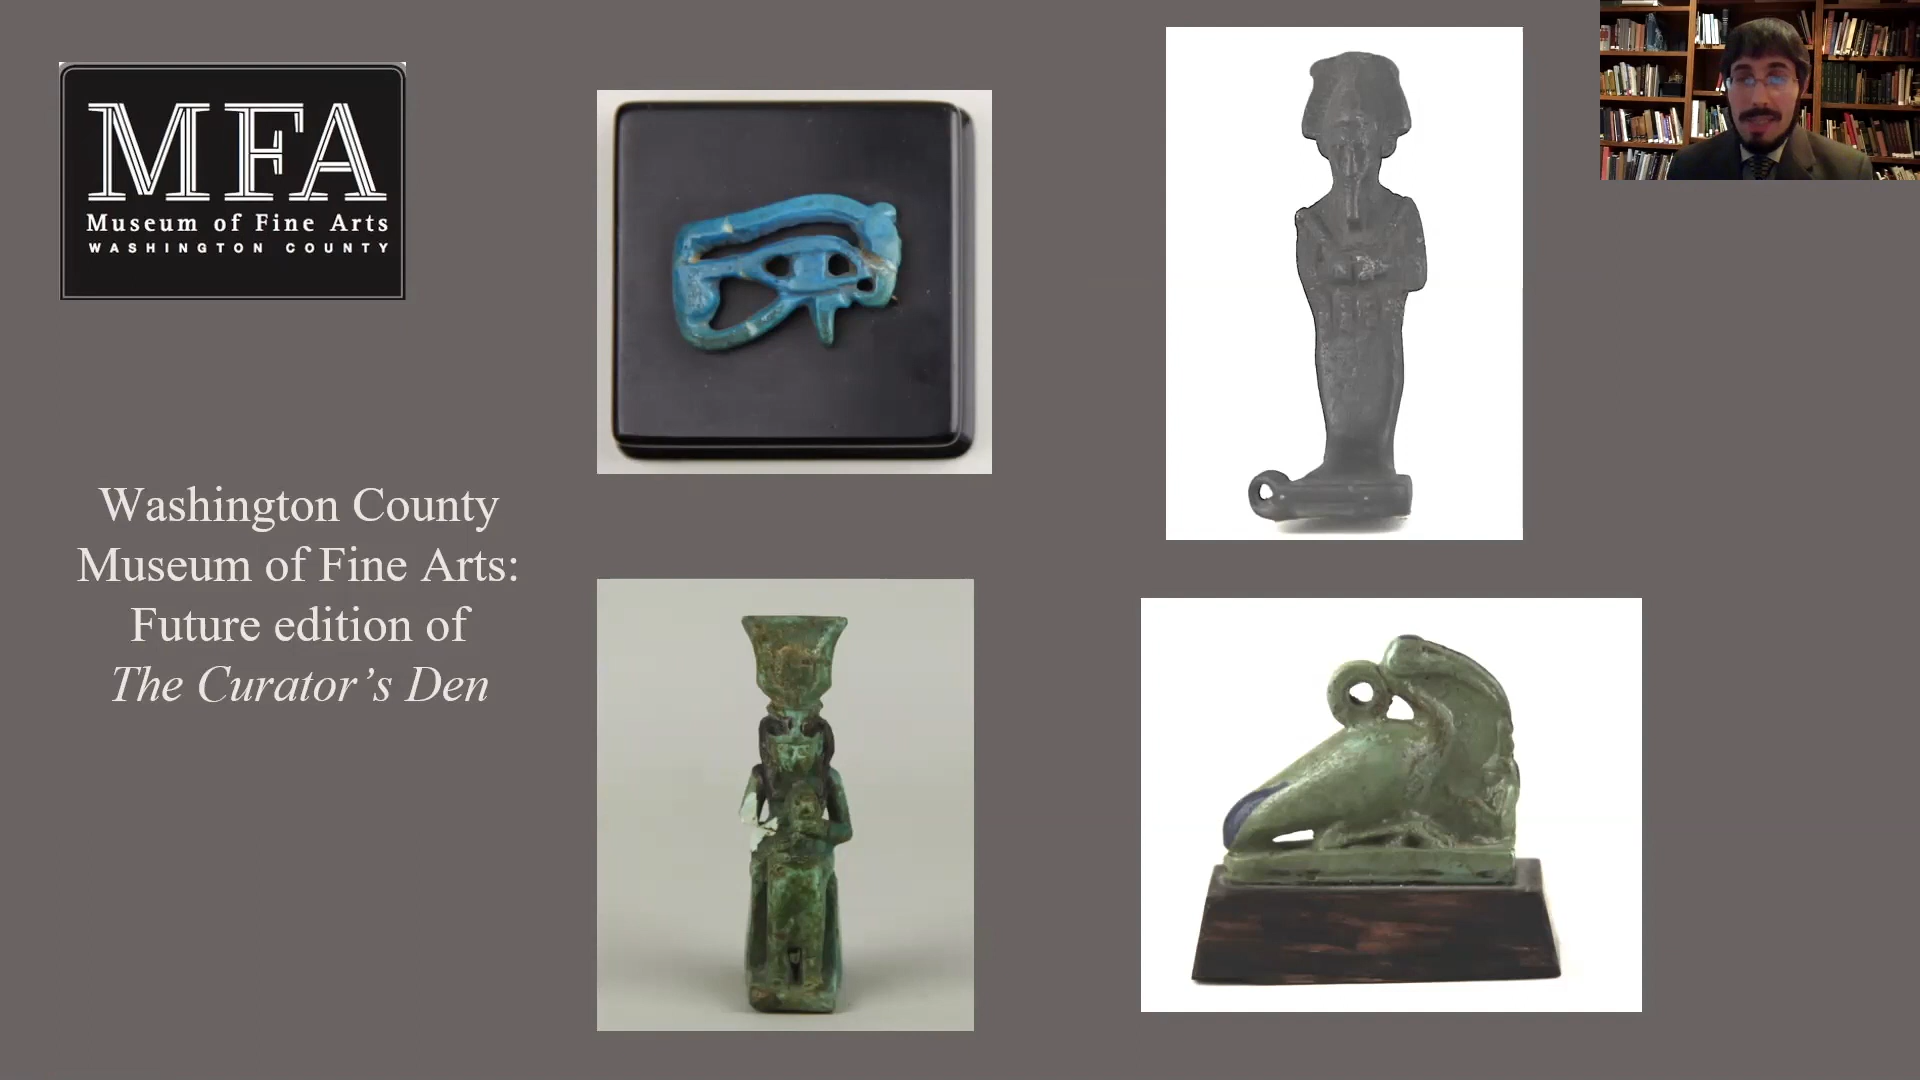 MFA
Museum of Fine Arts
WASHINGTON COUNTY
Washington County
Museum of Fine Arts:
Future edition of
The Curator’s Den